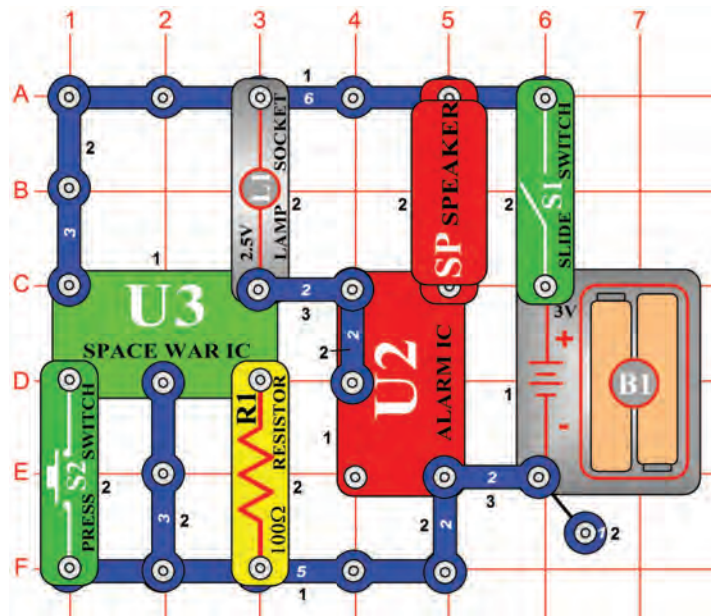 1 2 3 4 5 6 7
A
B
C
D
E
F
1
6
2
3
2
2
2
1
2
3
2
2
1
1
2
3
2
2
2
2
3
1 2
5
1
U3
SPACE WAR IC
L1
2.5V
LAMP SOCKET
SP SPEAKER
S1
SLIDE SWITCH
U2
ALARM IC
3V
+
-
B1
S2
PRESS SWITCH
R1
RESISTOR
100Ω